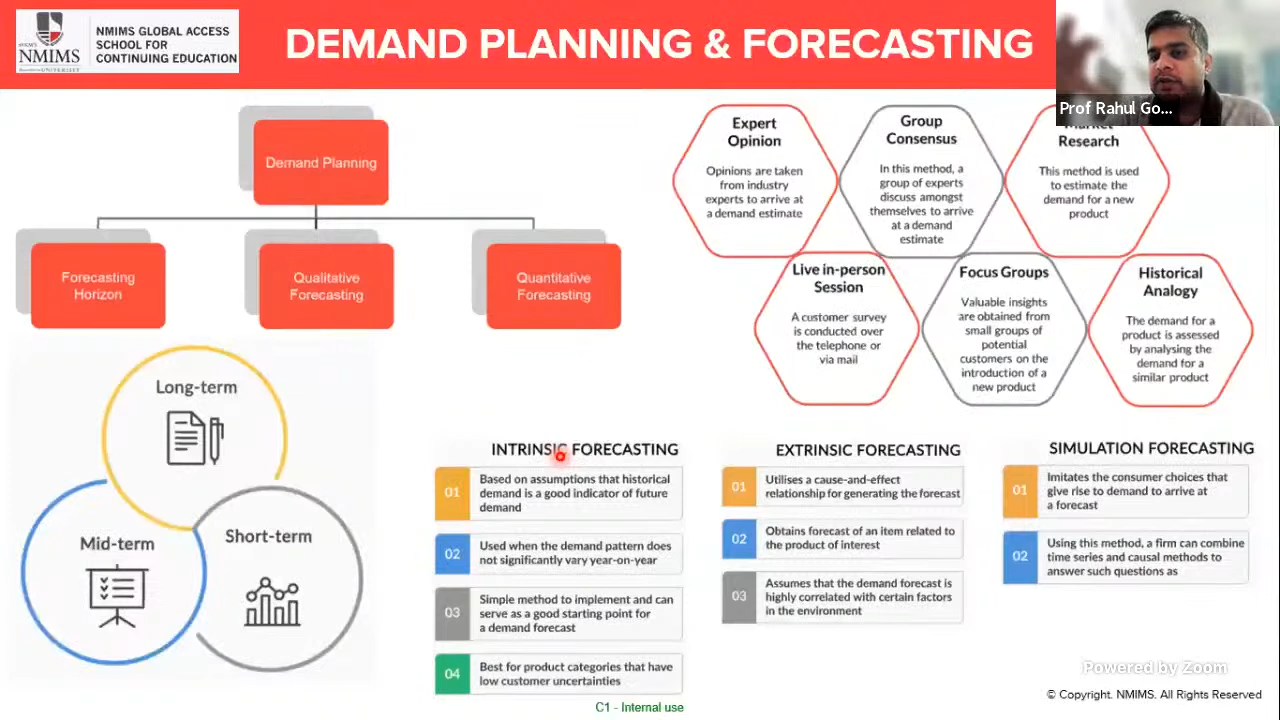 NMIMS
NMIMS GLOBAL ACCESS
SCHOOL FOR
CONTINUING EDUCATION
DEMAND PLANNING & FORECASTING
Prof Rahul Go...
Demand Planning
Forecasting
Horizon
Qualitative
Forecasting
Quantitative
Forecasting
Expert
Opinion
Opinions are taken
from industry
experts to arrive at
a demand estimate
Group
Consensus
In this method, a
group of experts
discuss amongst
themselves to arrive
at a demand
estimate
Market
Research
This method is used
to estimate the
demand for a new
product
Live in-person
Session
A customer survey
is conducted over
the telephone or
via mail
Focus Groups
Valuable insights
are obtained from
small groups of
potential
customers on the
introduction of a
new product
Historical
Analogy
The demand for a
product is assessed
by analysing the
demand for a
similar product
Long-term
Mid-term
Short-term
INTRINSIC FORECASTING
01
Based on assumptions that historical
demand is a good indicator of future
demand
02
Used when the demand pattern does
not significantly vary year-on-year
03
Simple method to implement and can
serve as a good starting point for
a demand forecast
04
Best for product categories that have
low customer uncertainties
EXTRINSIC FORECASTING
01
Utilises a cause-and-effect
relationship for generating the forecast
02
Obtains forecast of an item related to
the product of interest
03
Assumes that the demand forecast is
highly correlated with certain factors
in the environment
SIMULATION FORECASTING
01
Imitates the consumer choices that
give rise to demand to arrive at
a forecast
02
Using this method, a firm can combine
time series and causal methods to
answer such questions as
Powered by Zoom
© Copyright. NMIMS. All Rights Reserved
C1 - Internal use